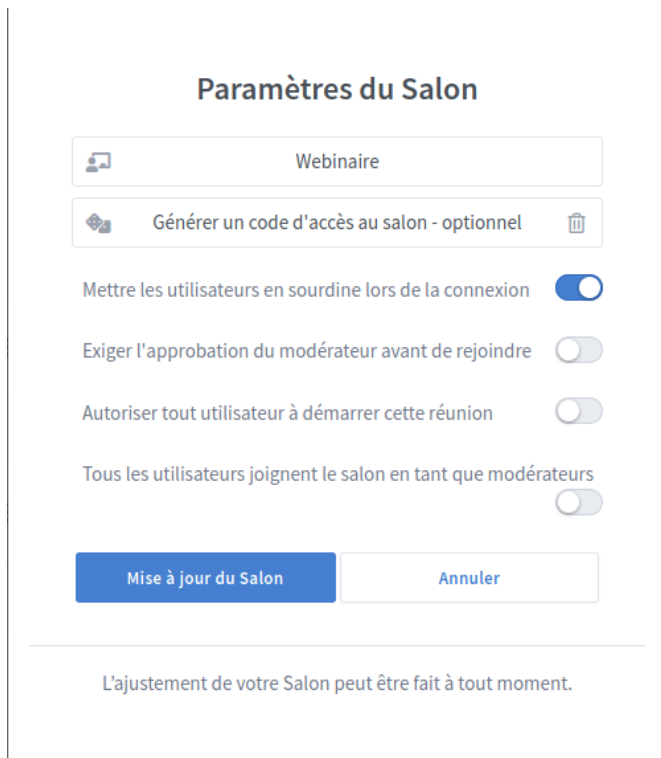 Paramètres du Salon
Webinaire
Générer un code d'accès au salon - optionnel
Mettre les utilisateurs en sourdine lors de la connexion
Exiger l'approbation du modérateur avant de rejoindre
Autoriser tout utilisateur à démarrer cette réunion
Tous les utilisateurs joignent le salon en tant que modérateurs
Mise à jour du Salon
Annuler
L’ajustement de votre Salon peut être fait à tout moment.